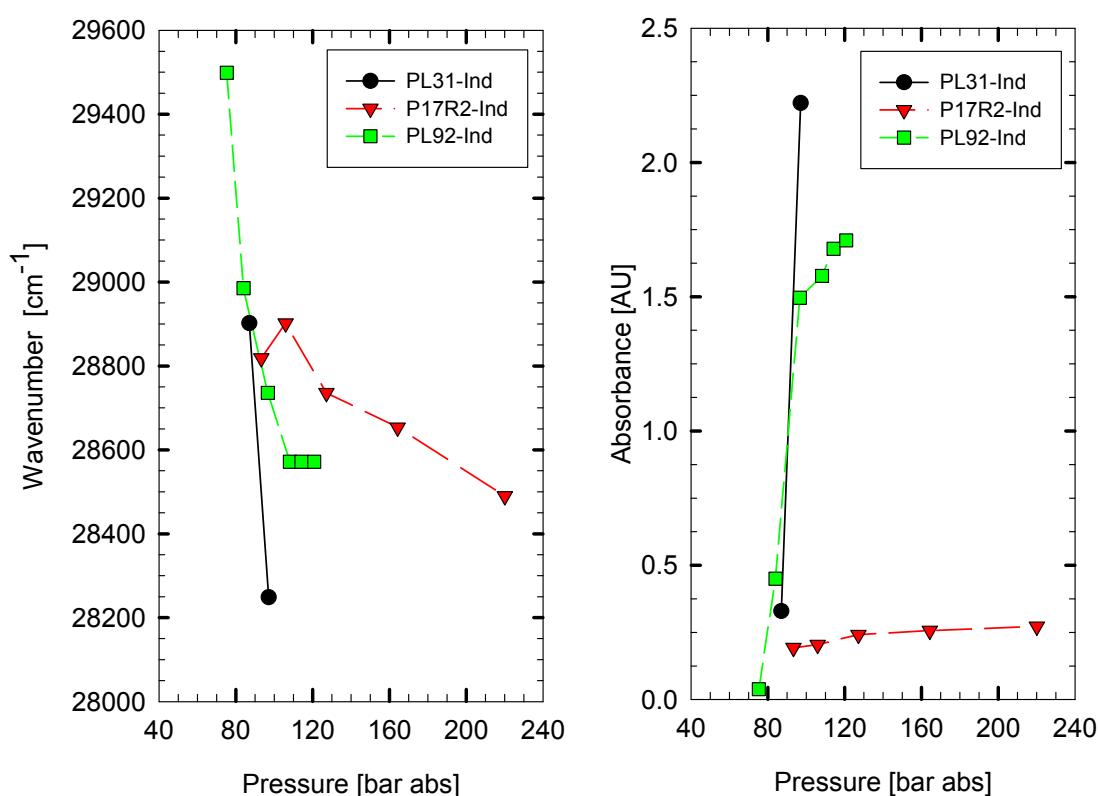 29600
29400
29200
29000
28800
28600
28400
28200
28000
40 80 120 160 200 240
Wavenumber [cm⁻¹]
Pressure [bar abs]
PL31-Ind
P17R2-Ind
PL92-Ind
2.5
2.0
1.5
1.0
0.5
0.0
40 80 120 160 200 240
Absorbance [AU]
Pressure [bar abs]
PL31-Ind
P17R2-Ind
PL92-Ind